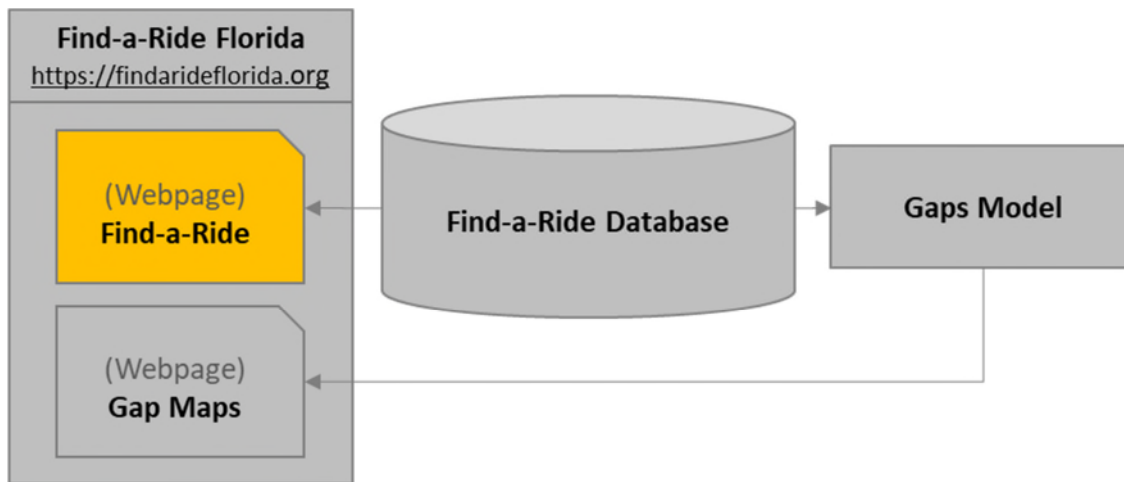 Find-a-Ride Florida
https://findarideflorida.org
(Webpage)
Find-a-Ride
Find-a-Ride Database
Gaps Model
(Webpage)
Gap Maps